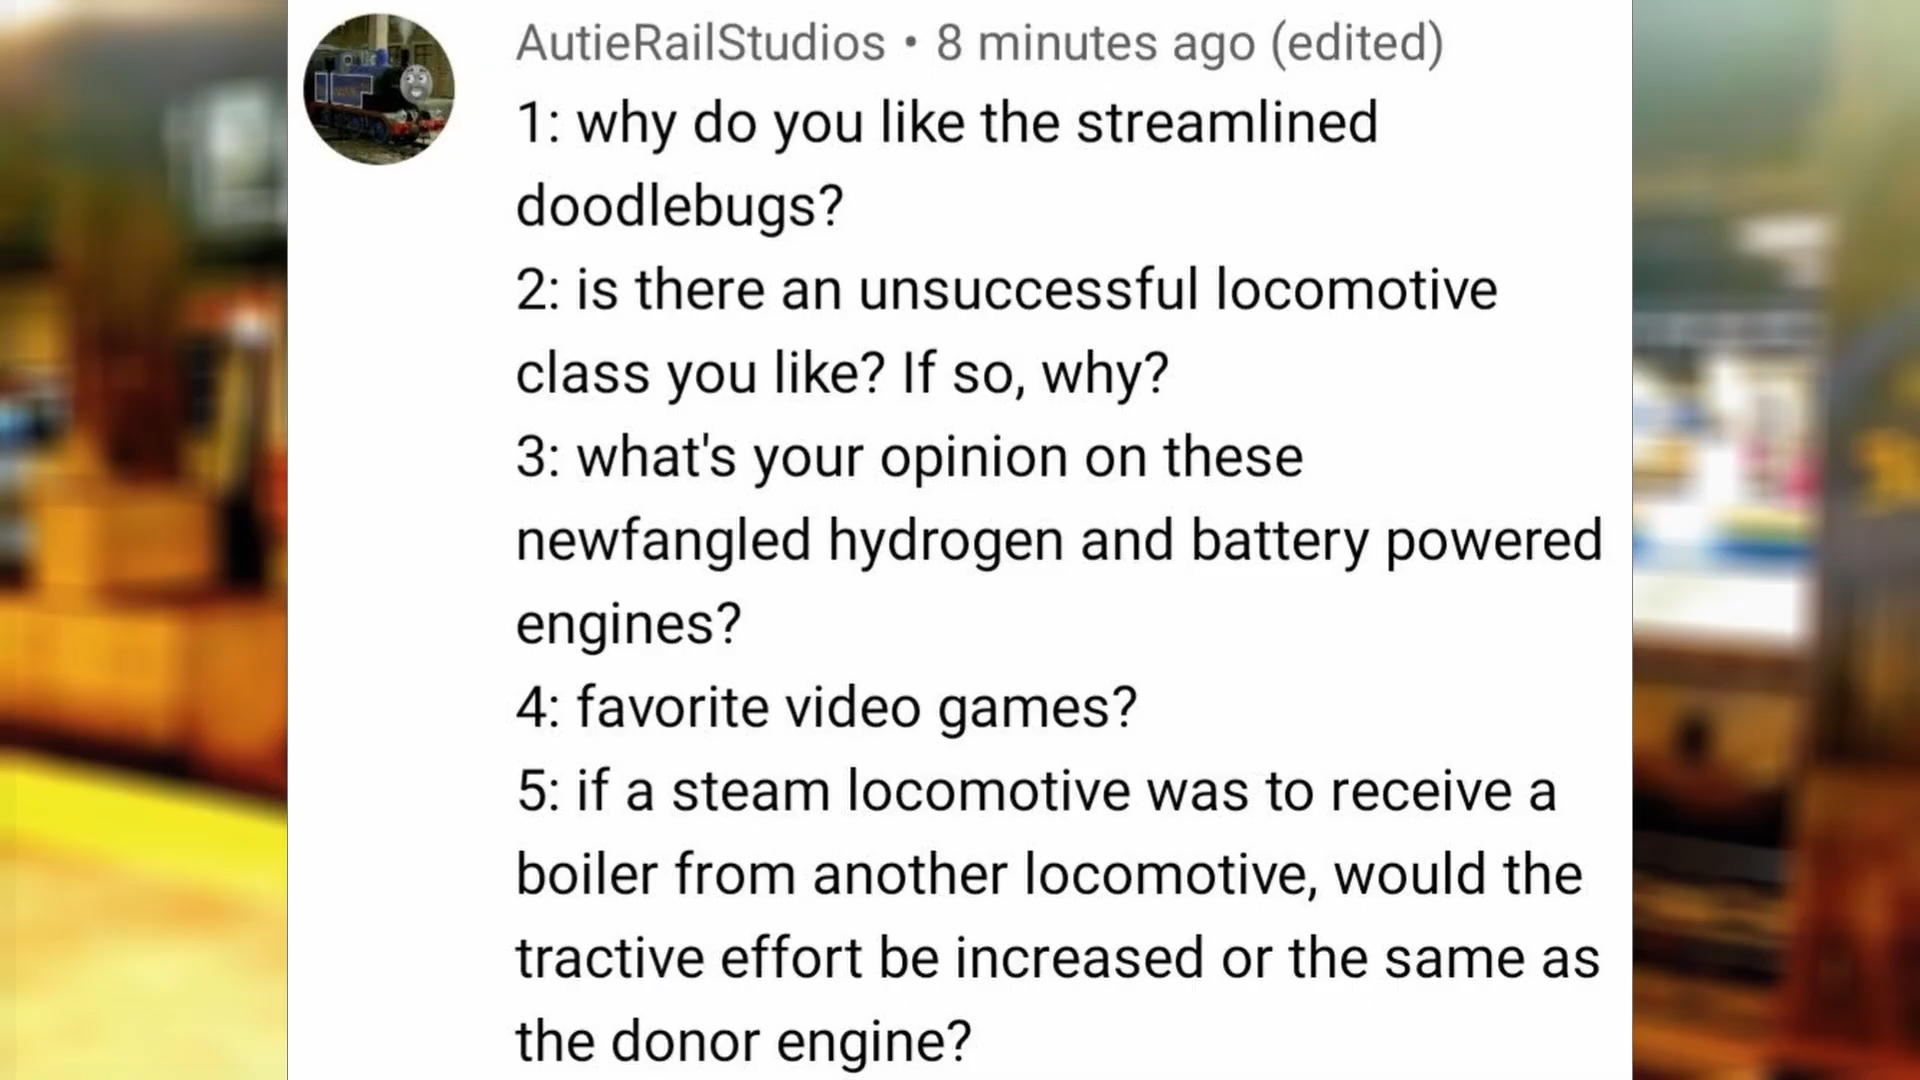 AutieRailStudios • 8 minutes ago (edited)
1: why do you like the streamlined
doodlebugs?
2: is there an unsuccessful locomotive
class you like? If so, why?
3: what's your opinion on these
newfangled hydrogen and battery powered
engines?
4: favorite video games?
5: if a steam locomotive was to receive a
boiler from another locomotive, would the
tractive effort be increased or the same as
the donor engine?